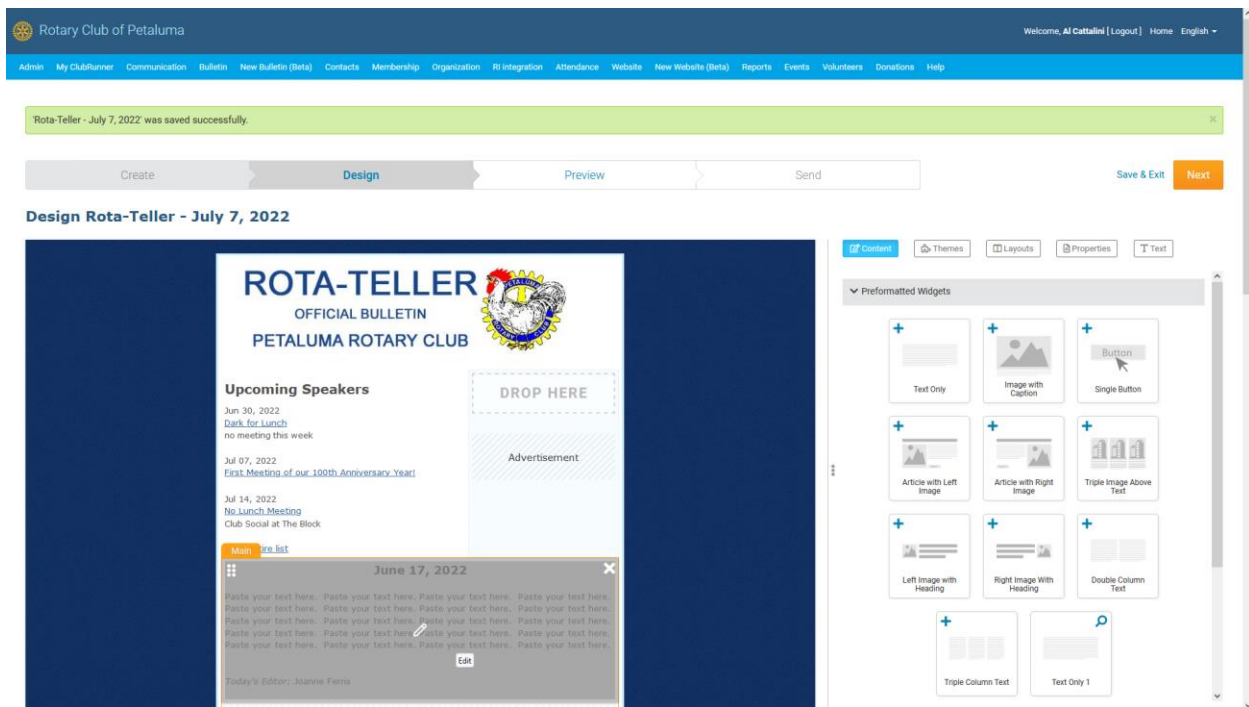 Rotary Club of Petaluma
Welcome, Al Cattalini [Logout] Home English
Admin My ClubRunner Communication Bulletin New Bulletin (Beta) Contacts Membership Organization RI integration Attendance Website New Website (Beta) Reports Events Volunteers Donations Help
'Rota-Teller - July 7, 2022' was saved successfully.
Create Design Preview Send Save & Exit Next
Design Rota-Teller - July 7, 2022
Content Themes Layouts Properties Text
Preformatted Widgets
ROTA-TELLER
OFFICIAL BULLETIN
PETALUMA ROTARY CLUB
PETALUMA
ROTARY CLUB
Upcoming Speakers
Jun 30, 2022
Dark for Lunch
no meeting this week
Jul 07, 2022
First Meeting of our 100th Anniversary Year!
Jul 14, 2022
No Lunch Meeting
Club Social at The Block
DROP HERE
Advertisement
Main
ire list
June 17, 2022
Paste your text here. Paste your text here. Paste your text here. Paste your text here.
Paste your text here. Paste your text here. Paste your text here. Paste your text here.
Paste your text here. Paste your text here. Paste your text here. Paste your text here.
Paste your text here. Paste your text here. Paste your text here. Paste your text here.
Paste your text here. Paste your text here. Paste your text here. Paste your text here.
Edit
Today's Editor: Joanne Ferris
Text Only
Image with
Caption
Button
Single Button
Article with Left
Image
Article with Right
Image
Triple Image Above
Text
Left Image with
Heading
Right Image With
Heading
Double Column
Text
Triple Column Text
Text Only 1